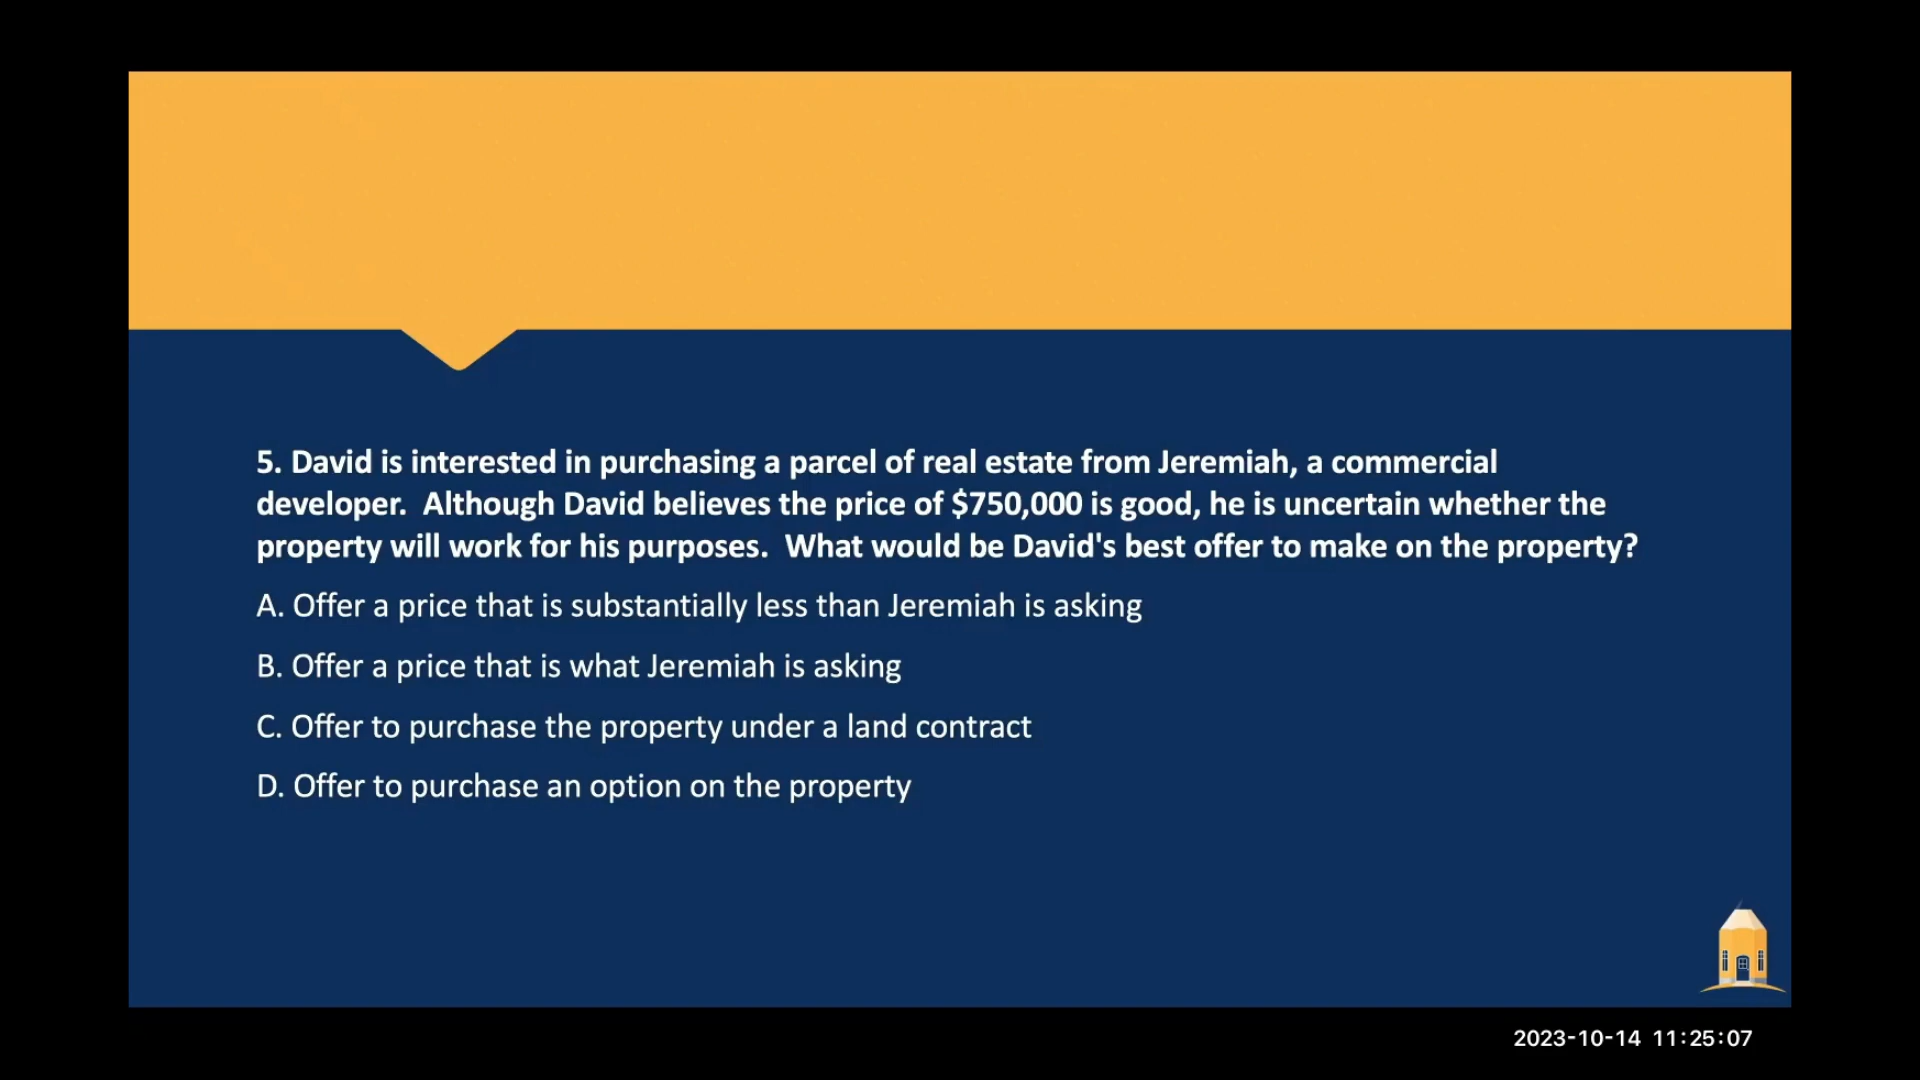 5. David is interested in purchasing a parcel of real estate from Jeremiah, a commercial
developer.  Although David believes the price of $750,000 is good, he is uncertain whether the
property will work for his purposes.  What would be David's best offer to make on the property?
A. Offer a price that is substantially less than Jeremiah is asking
B. Offer a price that is what Jeremiah is asking
C. Offer to purchase the property under a land contract
D. Offer to purchase an option on the property
2023-10-14 11:25:07